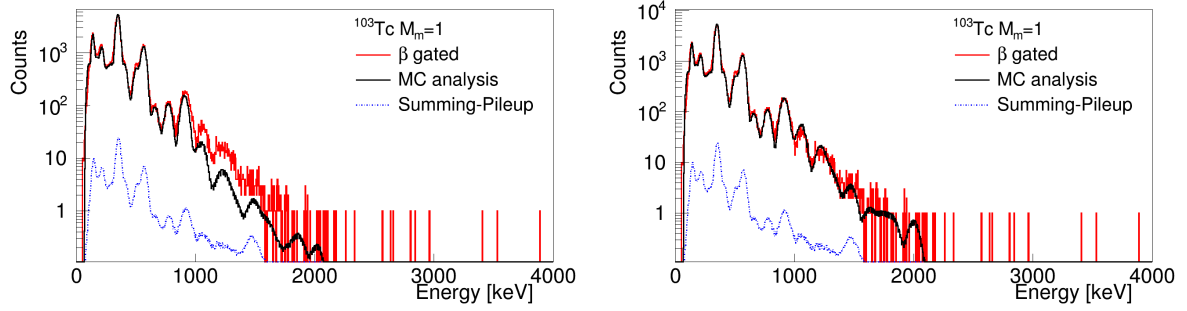 Counts
10³
10²
10
1
¹⁰³Tc Mₘ=1
β gated
MC analysis
Summing-Pileup
0 1000 2000 3000 4000
Energy [keV]
Counts
10⁴
10³
10²
10
1
¹⁰³Tc Mₘ=1
β gated
MC analysis
Summing-Pileup
0 1000 2000 3000 4000
Energy [keV]